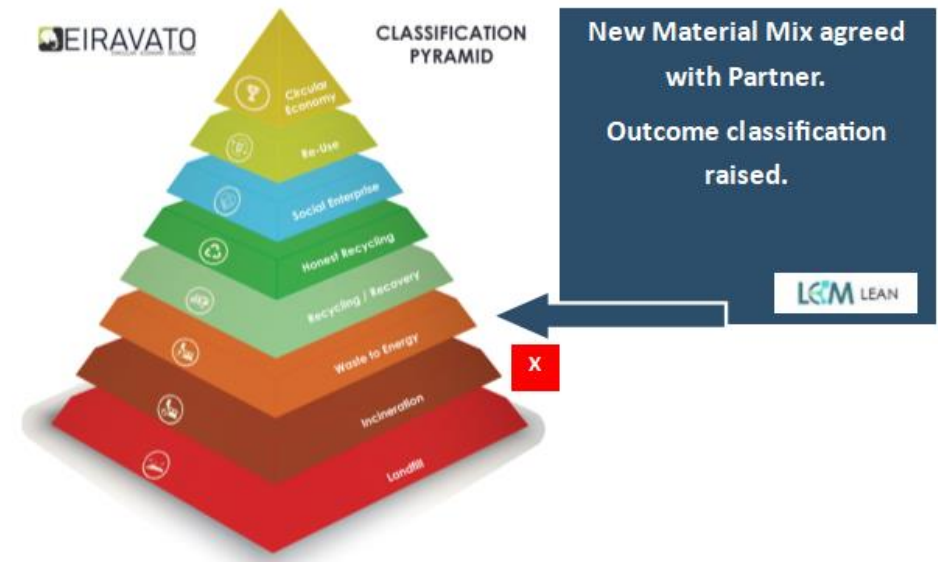 EIRAVATO
CLASSIFICATION
PYRAMID
Circular
Economy
Re-Use
Social Enterprise
Honest Recycling
Recycling / Recovery
Waste to Energy
Incineration
Landfill
New Material Mix agreed
with Partner.
Outcome classification
raised.
LEAN
X